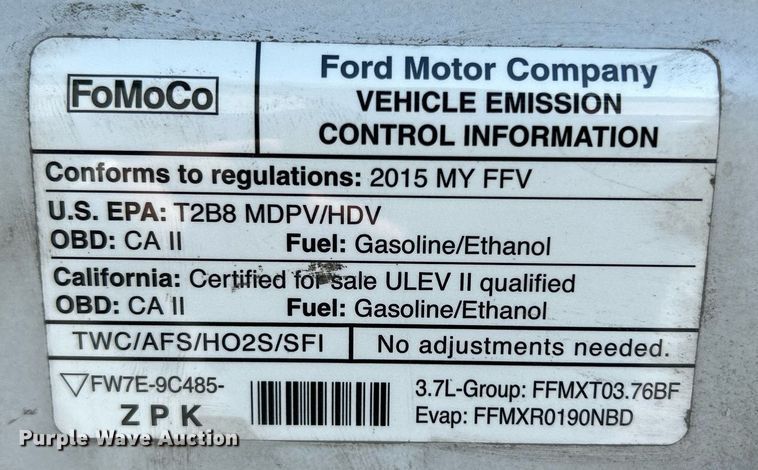 FoMoCo
Ford Motor Company
VEHICLE EMISSION
CONTROL INFORMATION
Conforms to regulations: 2015 MY FFV
U.S. EPA: T2B8 MDPV/HDV
OBD: CA II Fuel: Gasoline/Ethanol
California: Certified for sale ULEV II qualified
OBD: CA II Fuel: Gasoline/Ethanol
TWC/AFS/HO2S/SFI No adjustments needed.
▽FW7E-9C485- 3.7L-Group: FFMXT03.76BF
ZPK Evap: FFMXR0190NBD
Purple Wave Auction